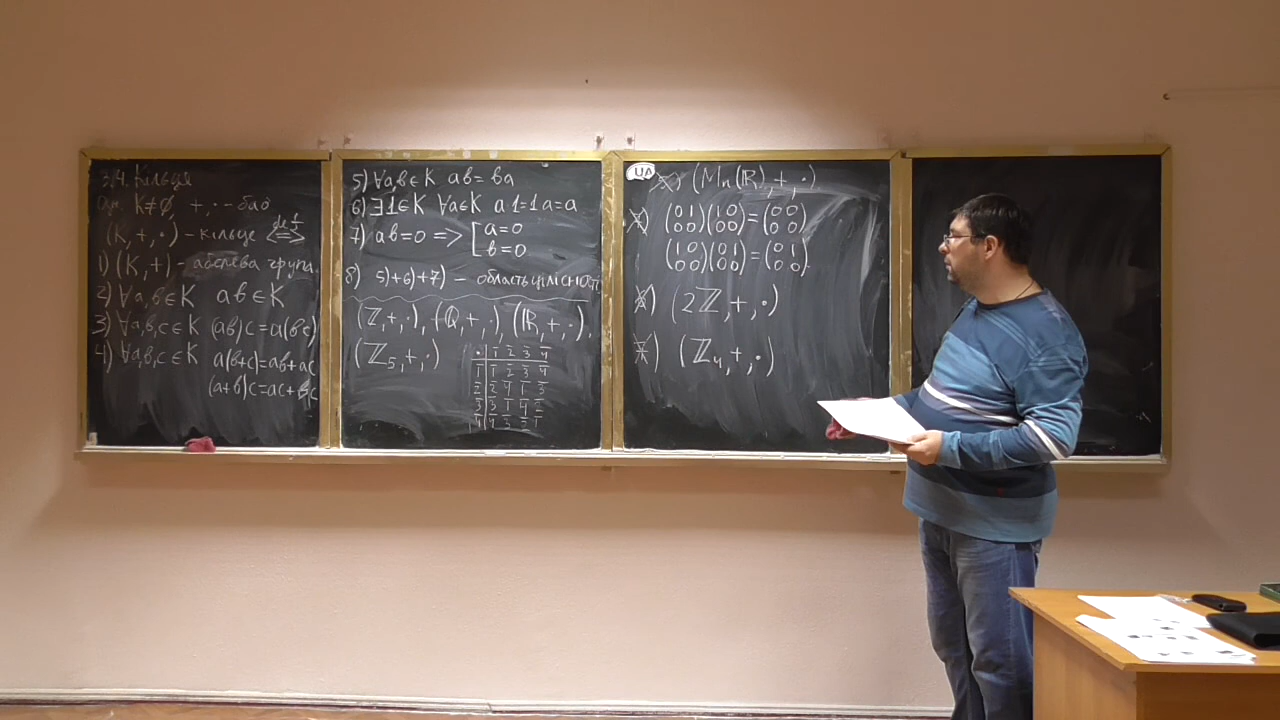 3/4. Кільця
Озн. K≠∅, +, · - бао
(K, +, ·) - кільце <=> def
1) (K, +) - абелева група.
2) ∀a,b∈K ab∈K
3) ∀a,b,c∈K (ab)c=a(bc)
4) ∀a,b,c∈K a(b+c)=ab+ac
(a+b)c=ac+bc
5) ∀a,b∈K ab=ba
6) ∃1∈K ∀a∈K a1=1a=a
7) ab=0 => [a=0
b=0
8) 5)+6)+7) - область цілісності
(ℤ,+,·), (ℚ,+,·), (ℝ,+,·),
(ℤ₅,+,·)
· | 1̄ 2̄ 3̄ 4̄
1̄ | 1̄ 2̄ 3̄ 4̄
2̄ | 2̄ 4̄ 1̄ 3̄
3̄ | 3̄ 1̄ 4̄ 2̄
4̄ | 4̄ 3̄ 2̄ 1̄
UA
(Mn(ℝ),+,·)
(0 1) (1 0) = (0 0)
(0 0) (0 0) = (0 0)
(1 0) (0 1) = (0 1)
(0 0) (0 0) = (0 0).
(2ℤ,+,·)
(ℤ₄,+,·)